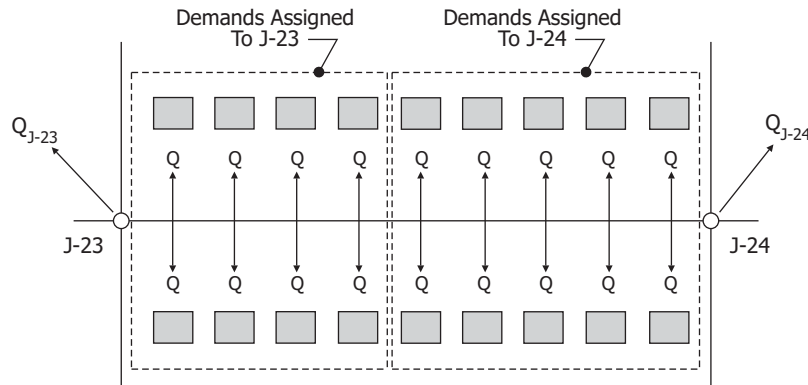 Demands Assigned
To J-23
Demands Assigned
To J-24
Q J-23
Q J-24
Q Q Q Q Q Q Q Q Q
J-23
J-24
Q Q Q Q Q Q Q Q Q